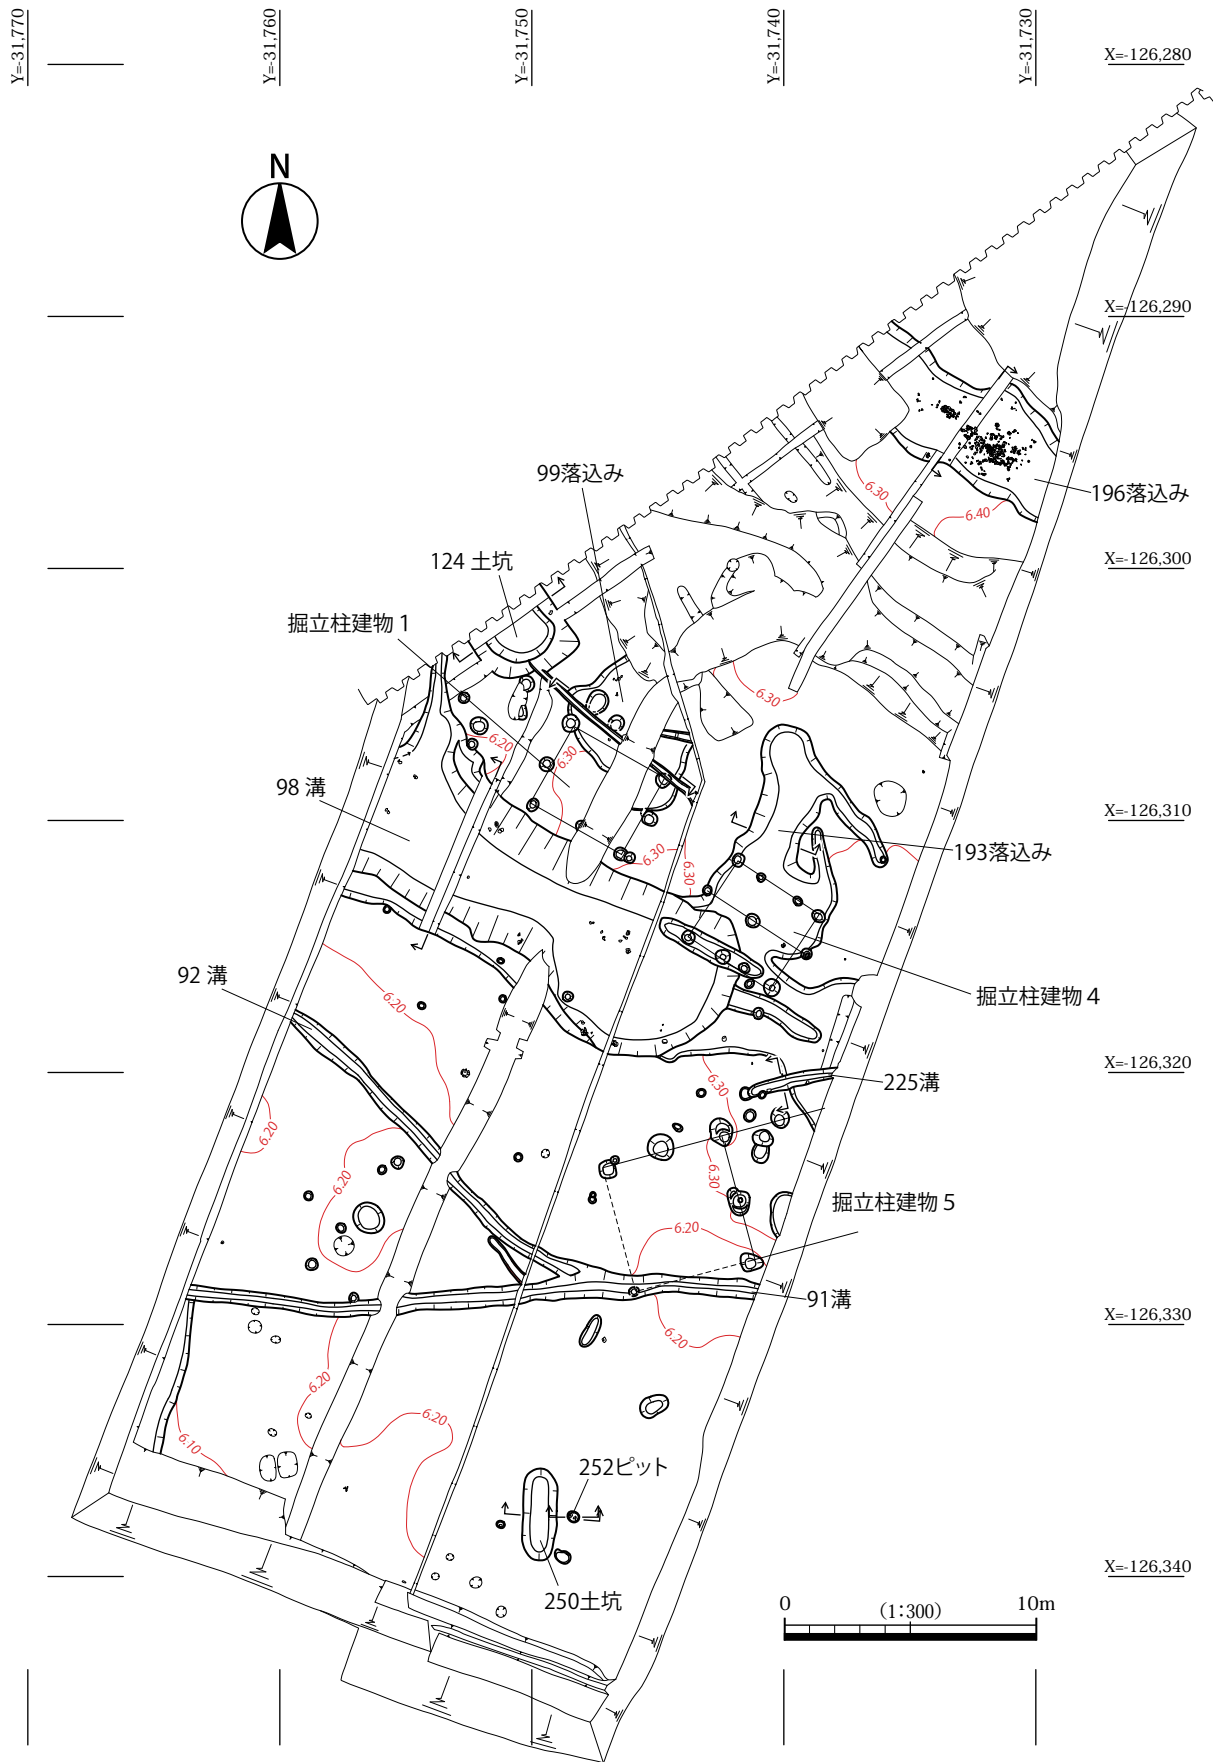 Y=-31,770
Y=-31,760
Y=-31,750
Y=-31,740
Y=-31,730
X=-126,280
N
X=-126,290
99落込み
6.30
196落込み
6.40
124 土坑
X=-126,300
掘立柱建物 1
6.30
6.20
6.30
98 溝
X=-126,310
6.30
6.30
193落込み
92 溝
6.20
掘立柱建物 4
X=-126,320
6.30
225溝
6.20
6.20
6.30
掘立柱建物 5
6.20
91溝
X=-126,330
6.20
6.20
6.20
6.10
252ピット
X=-126,340
250土坑
0 (1:300) 10m